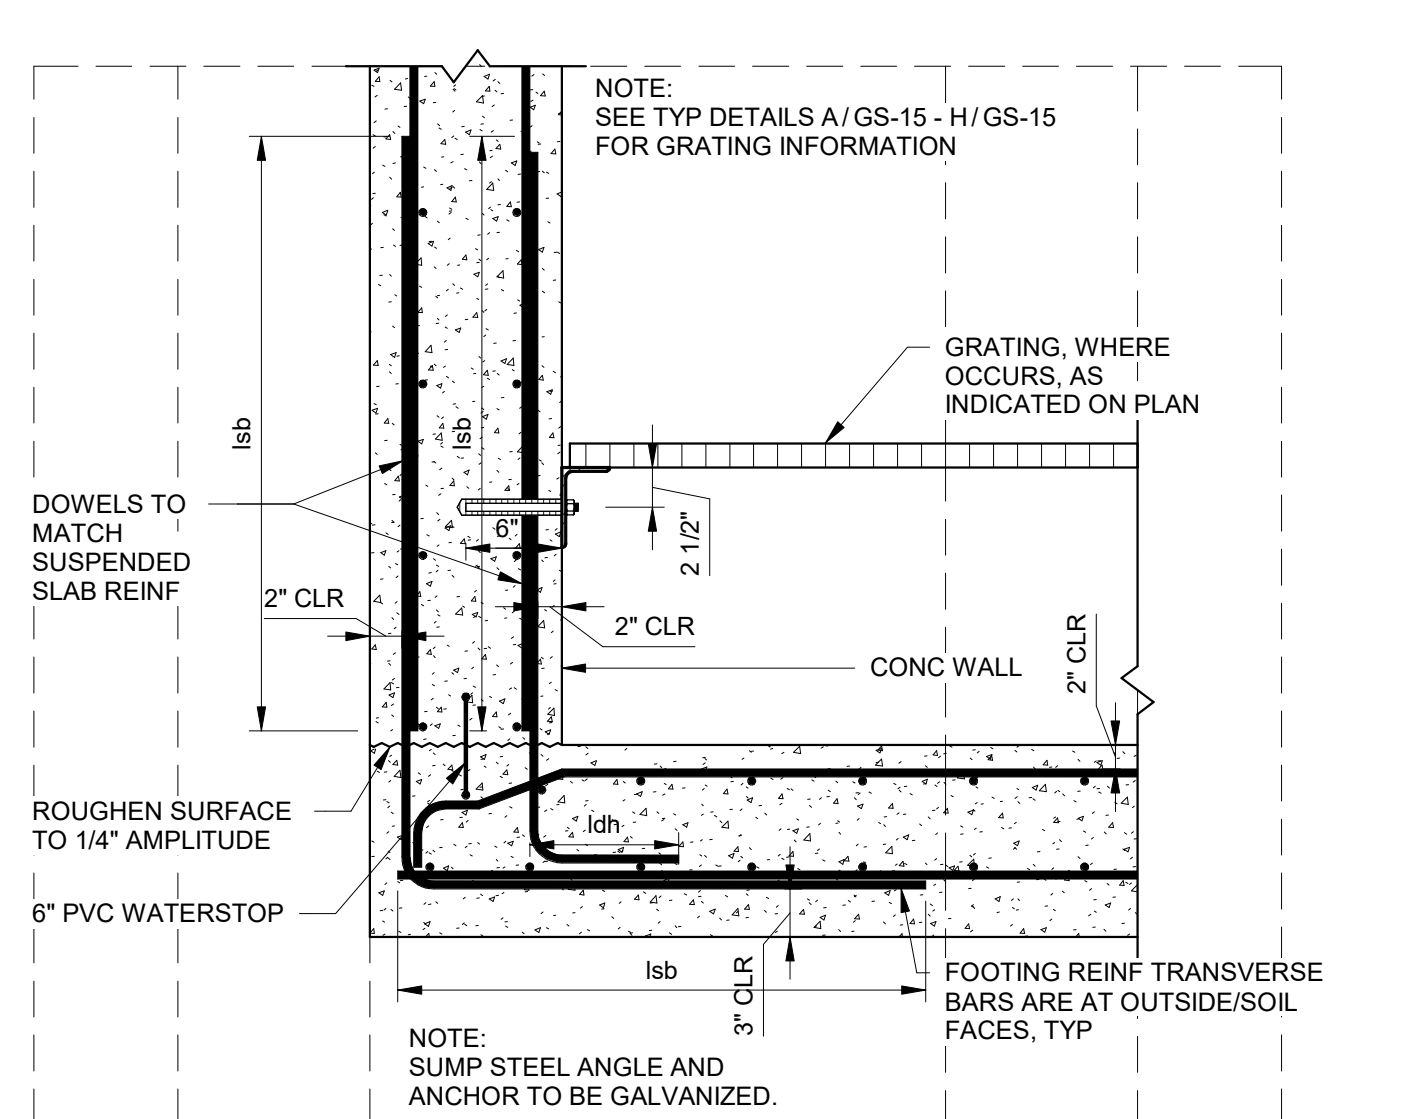 NOTE:
SEE TYP DETAILS A/GS-15 - H/GS-15
FOR GRATING INFORMATION
GRATING, WHERE
OCCURS, AS
INDICATED ON PLAN
lsb
lsb
DOWELS TO
MATCH
SUSPENDED
SLAB REINF
6"
2 1/2"
2" CLR
2" CLR
2" CLR
CONC WALL
ROUGHEN SURFACE
TO 1/4" AMPLITUDE
ldh
6" PVC WATERSTOP
lsb
3" CLR
FOOTING REINF TRANSVERSE
BARS ARE AT OUTSIDE/SOIL
FACES, TYP
NOTE:
SUMP STEEL ANGLE AND
ANCHOR TO BE GALVANIZED.